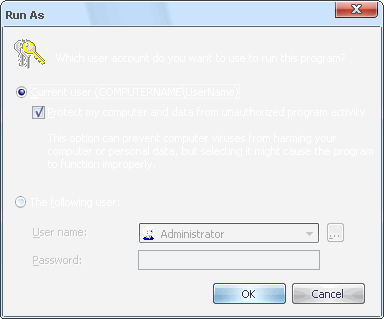 Run As
Which user account do you want to use to run this program?
Current user (COMPUTERNAME\UserName)
Protect my computer and data from unauthorized program activity
This option can prevent computer viruses from harming your
computer or personal data, but selecting it might cause the program
to function improperly.
The following user:
User name:
Administrator
...
Password:
OK
Cancel